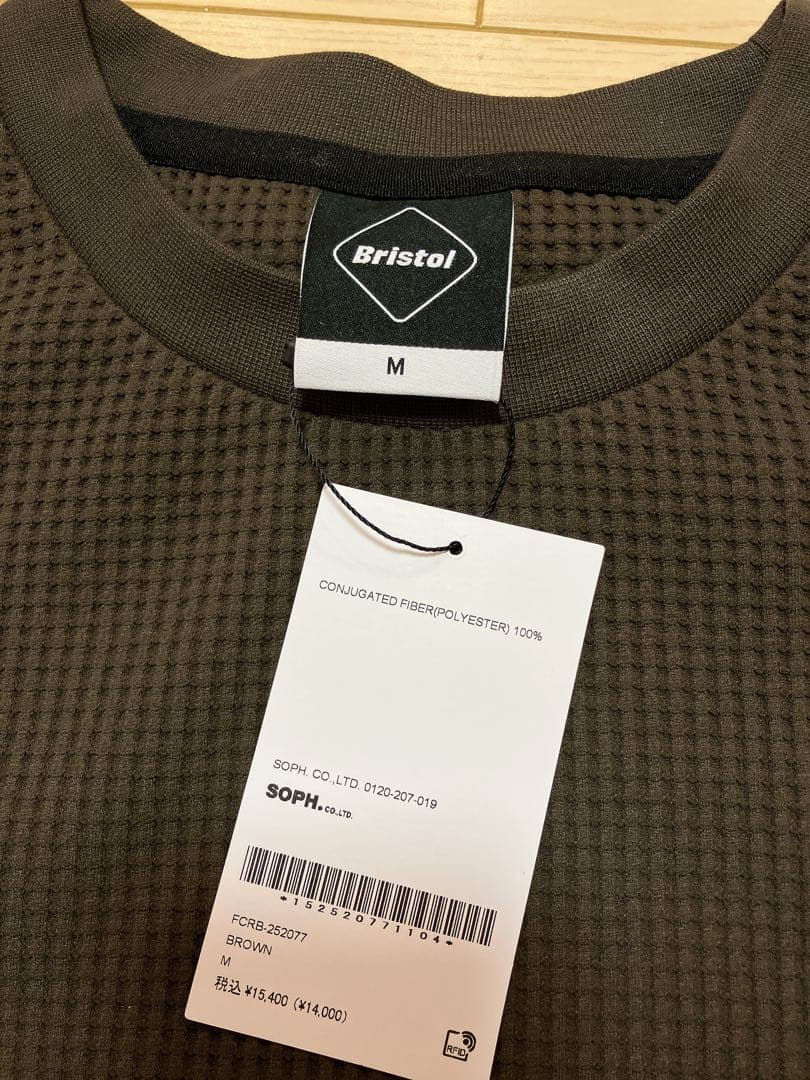 Bristol
M
CONJUGATED FIBER(POLYESTER) 100%
SOPH. CO.,LTD. 0120-207-019
SOPH.CO.,LTD.
*152520771104*
FCRB-252077
BROWN
M
税込 ¥15,400 (¥14,000)
RFID